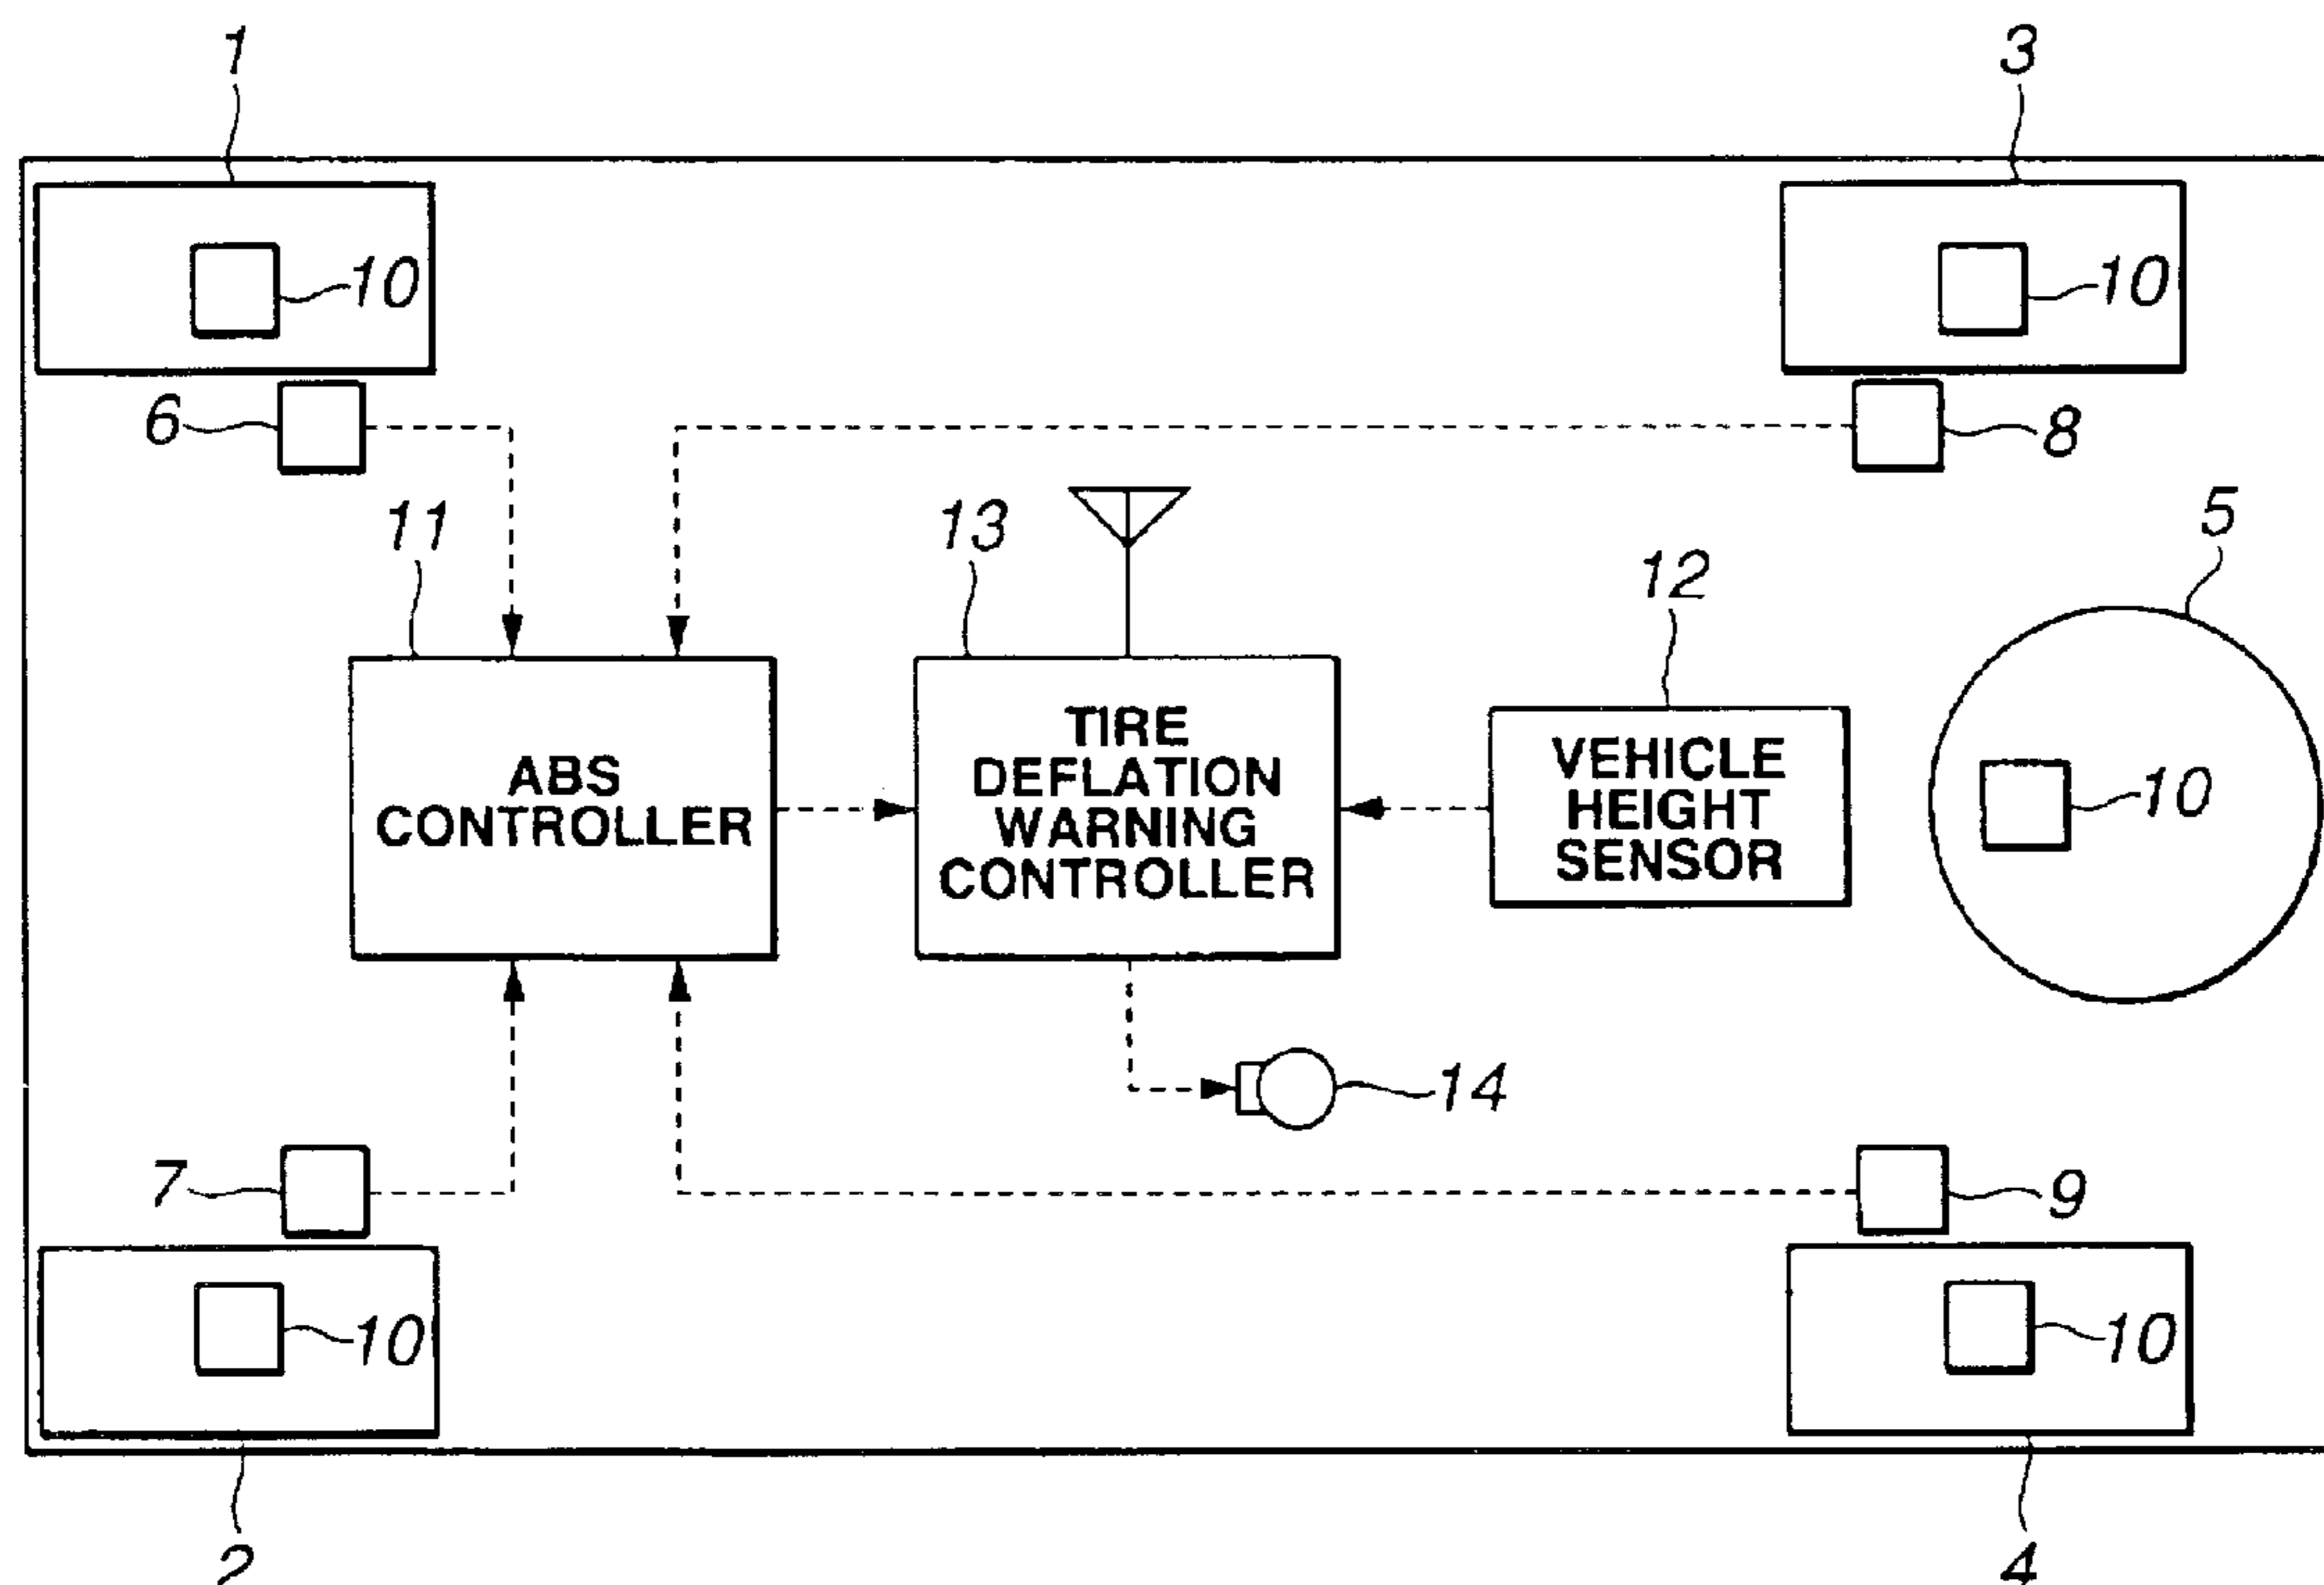 1
3
10
10
6
8
11
13
5
12
TIRE
DEFLATION
WARNING
CONTROLLER
ABS
CONTROLLER
VEHICLE
HEIGHT
SENSOR
10
14
7
9
10
10
2
4